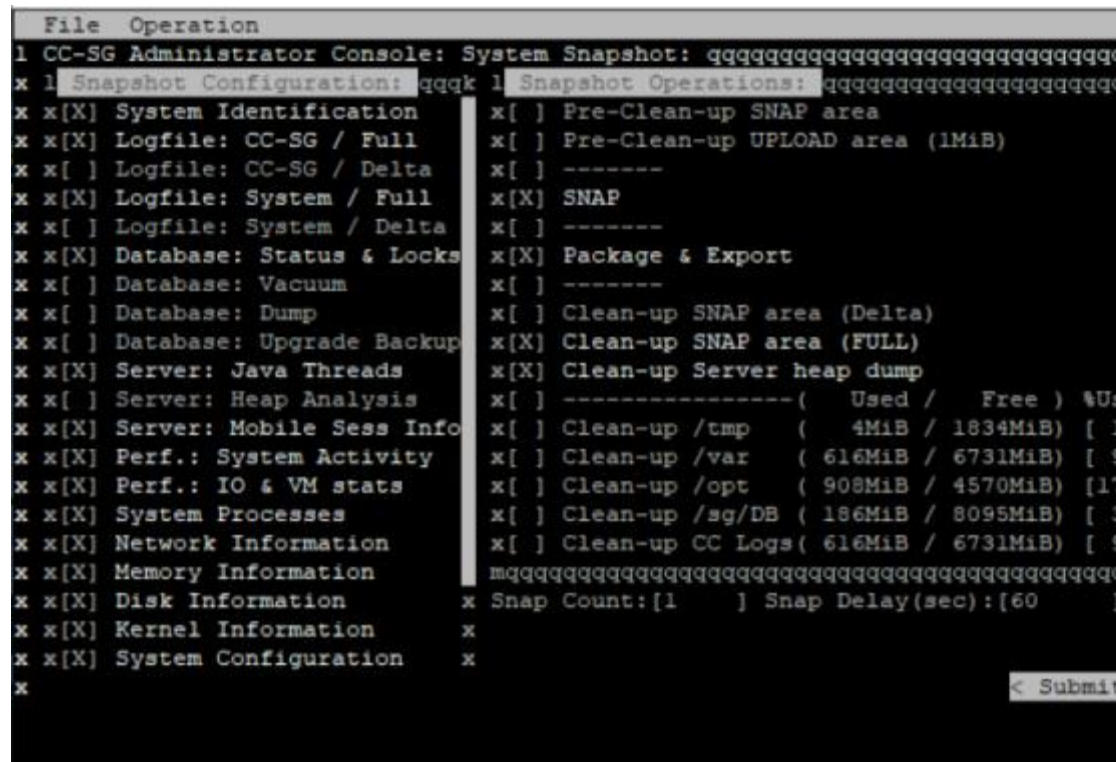 File Operation
l CC-SG Administrator Console: System Snapshot: qqqqqqqqqqqqqqqqqqqqqqqqqqqqq
x l Snapshot Configuration: qqqk l Snapshot Operations: qqqqqqqqqqqqqqqqqqqqq
x x[X] System Identification x[ ] Pre-Clean-up SNAP area
x x[X] Logfile: CC-SG / Full x[ ] Pre-Clean-up UPLOAD area (1MiB)
x x[ ] Logfile: CC-SG / Delta x[ ] -------
x x[X] Logfile: System / Full x[X] SNAP
x x[ ] Logfile: System / Delta x[ ] -------
x x[X] Database: Status & Locks x[X] Package & Export
x x[ ] Database: Vacuum x[ ] -------
x x[ ] Database: Dump x[ ] Clean-up SNAP area (Delta)
x x[ ] Database: Upgrade Backup x[X] Clean-up SNAP area (FULL)
x x[X] Server: Java Threads x[X] Clean-up Server heap dump
x x[ ] Server: Heap Analysis x[ ] ----------------( Used / Free ) %Us
x x[X] Server: Mobile Sess Info x[ ] Clean-up /tmp ( 4MiB / 1834MiB) [
x x[X] Perf.: System Activity x[ ] Clean-up /var ( 616MiB / 6731MiB) [
x x[X] Perf.: IO & VM stats x[ ] Clean-up /opt ( 908MiB / 4570MiB) [17
x x[X] System Processes x[ ] Clean-up /sg/DB ( 186MiB / 8095MiB) [
x x[X] Network Information x[ ] Clean-up CC Logs( 616MiB / 6731MiB) [
x x[X] Memory Information mqqqqqqqqqqqqqqqqqqqqqqqqqqqqqqqqqqqqqqqqqqq
x x[X] Disk Information x Snap Count:[1 ] Snap Delay(sec):[60 ]
x x[X] Kernel Information x
x x[X] System Configuration x
x < Submit